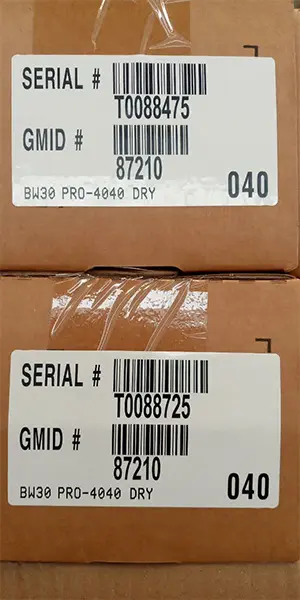 SERIAL #
T0088475
GMID #
87210
BW30 PRO-4040 DRY 040
SERIAL #
T0088725
GMID #
87210
BW30 PRO-4040 DRY 040